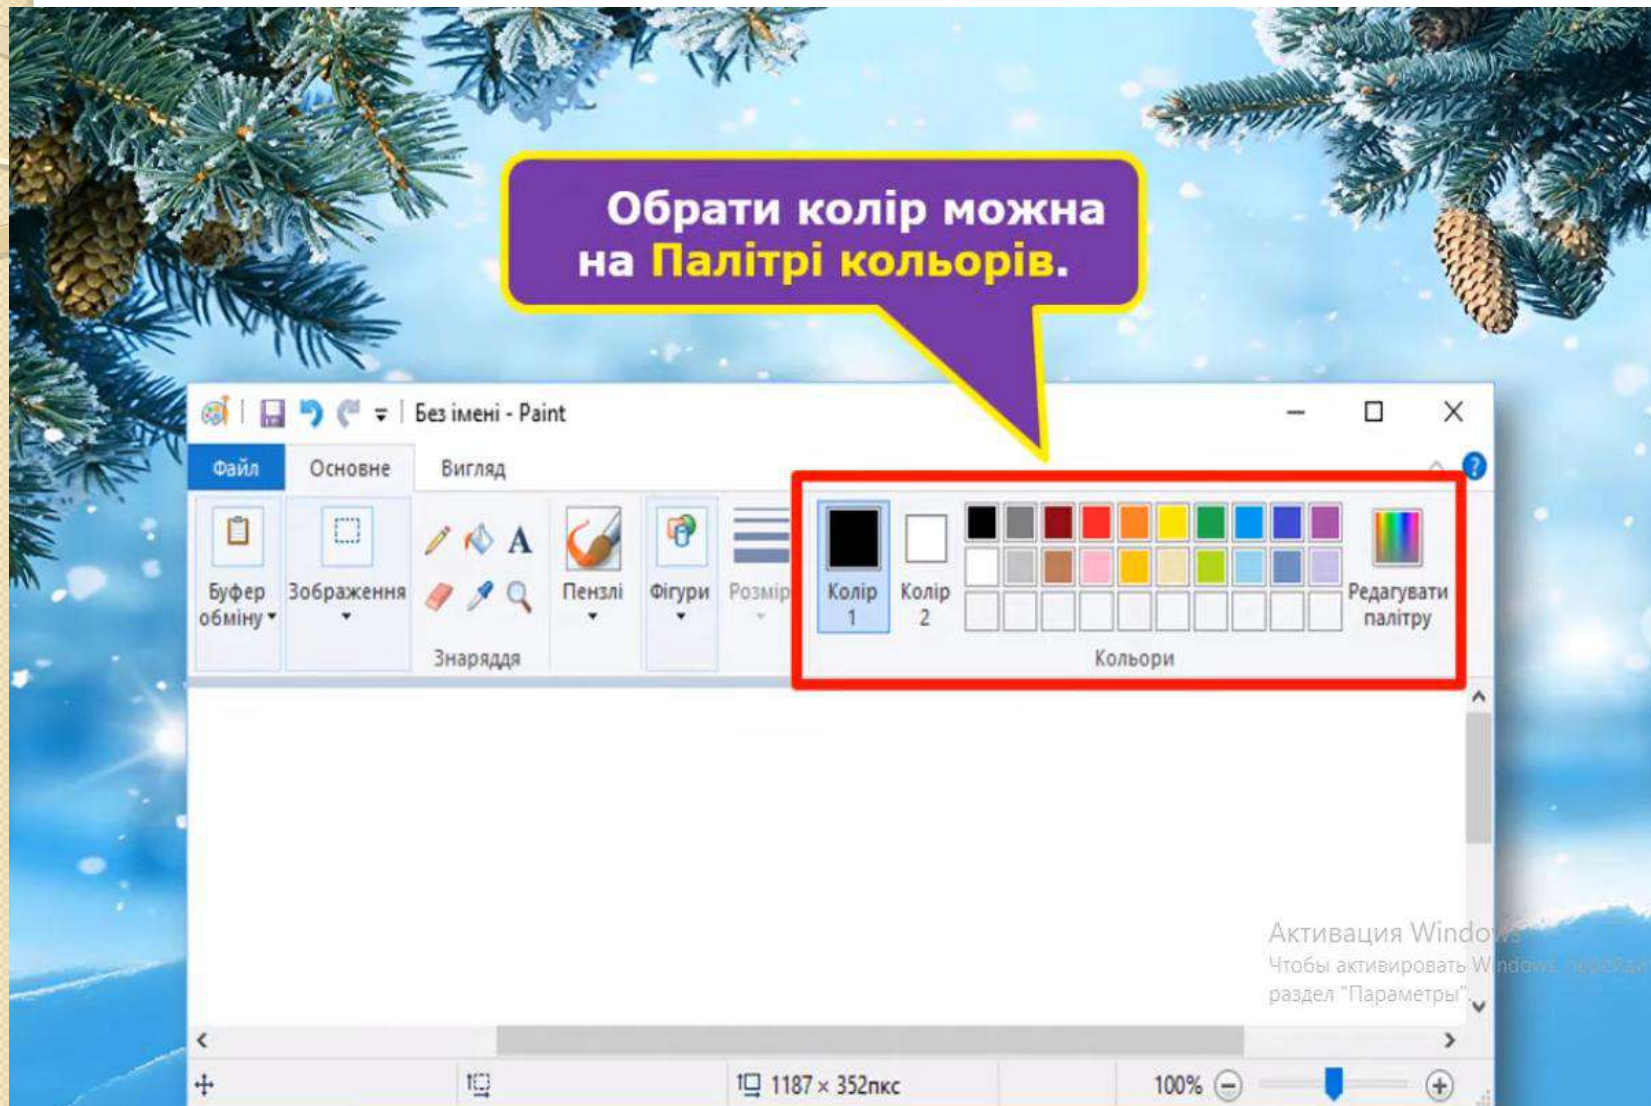 Обрати колір можна
на Палітрі кольорів.
Без імені - Paint
Файл Основне Вигляд
Буфер обміну
Зображення
A
Знаряддя
Пензлі
Фігури
Розмір
Колір 1
Колір 2
Редагувати палітру
Кольори
Активация Windows
Чтобы активировать Windows, перейди
раздел "Параметры".
1187 × 352пкс
100%